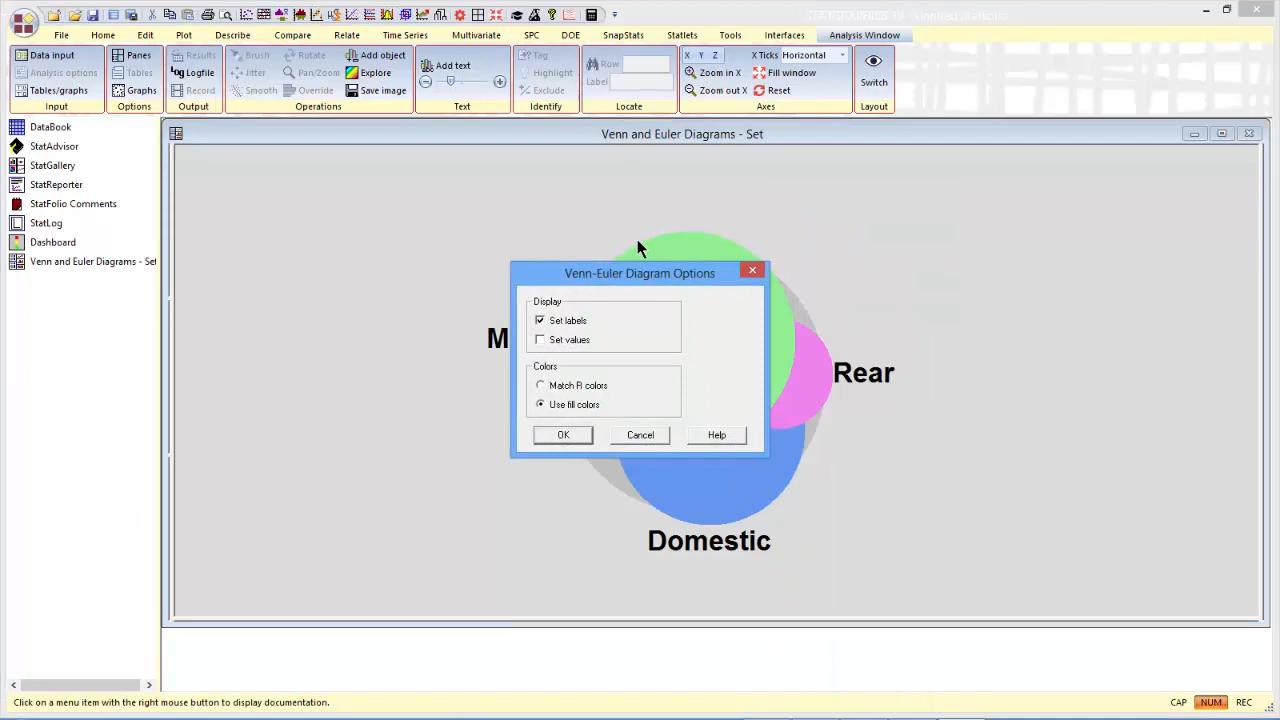 STATGRAPHICS 19 - Untitled StatFolio
File Home Edit Plot Describe Compare Relate Time Series Multivariate SPC DOE SnapStats Statlets Tools Interfaces Analysis Window
Data input Panes Results Brush Rotate Add object Add text Tag Row X Y Z X Ticks Horizontal
Analysis options Tables Logfile Jitter Pan/Zoom Explore Highlight Label Zoom in X Fill window Switch
Tables/graphs Graphs Record Smooth Override Save image Exclude Zoom out X Reset
Input Options Output Operations Text Identify Locate Axes Layout
DataBook
StatAdvisor
StatGallery
StatReporter
StatFolio Comments
StatLog
Dashboard
Venn and Euler Diagrams - Set
Venn and Euler Diagrams - Set
M
Rear
Domestic
Venn-Euler Diagram Options
Display
Set labels
Set values
Colors
Match R colors
Use fill colors
OK Cancel Help
Click on a menu item with the right mouse button to display documentation.
CAP NUM REC